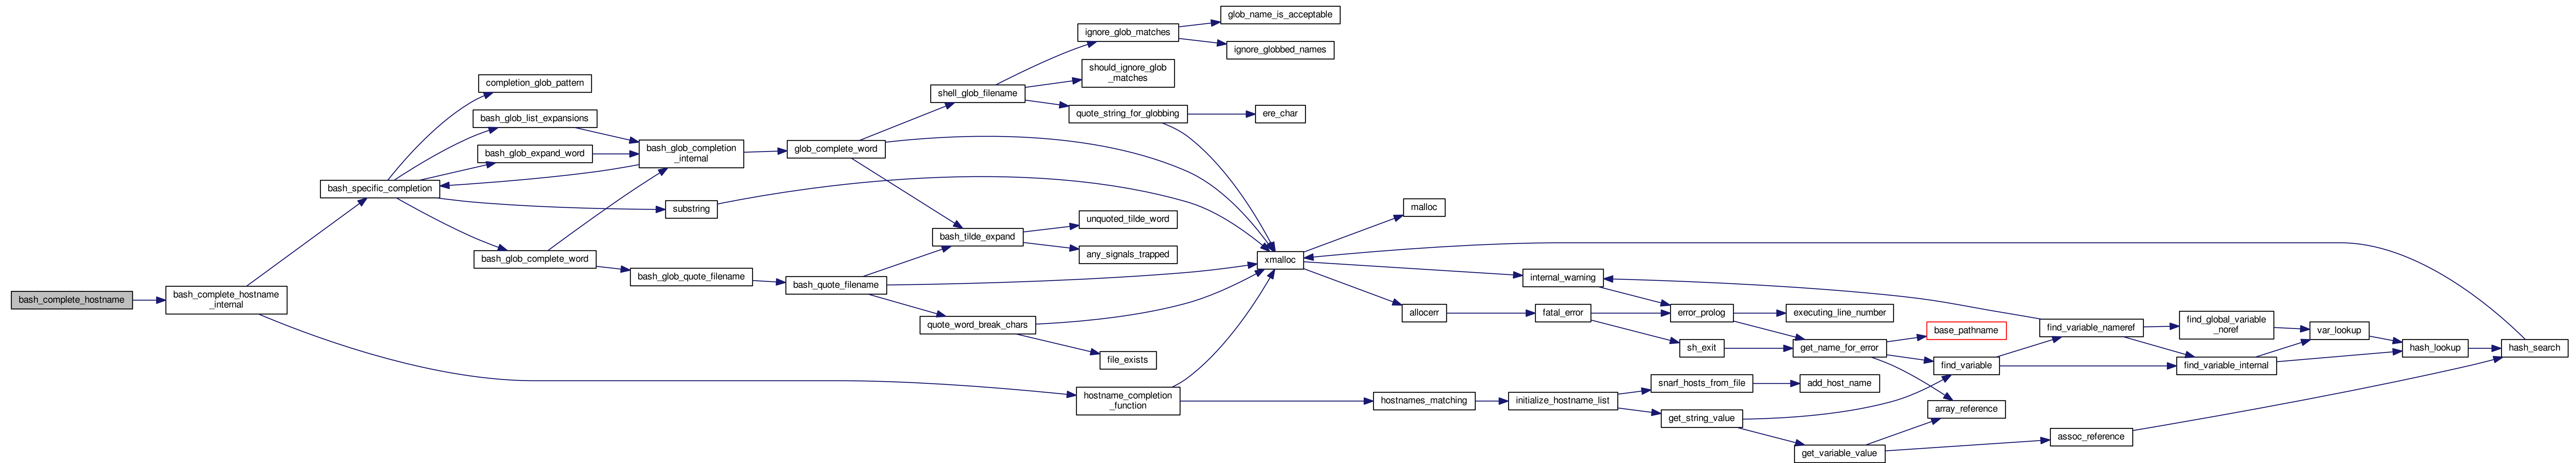 bash_complete_hostname
bash_complete_hostname
_internal
bash_specific_completion
completion_glob_pattern
bash_glob_list_expansions
bash_glob_expand_word
bash_glob_complete_word
bash_glob_completion
_internal
substring
bash_glob_quote_filename
glob_complete_word
bash_quote_filename
shell_glob_filename
bash_tilde_expand
quote_word_break_chars
ignore_glob_matches
should_ignore_glob
_matches
quote_string_for_globbing
unquoted_tilde_word
any_signals_trapped
file_exists
hostname_completion
_function
glob_name_is_acceptable
ignore_globbed_names
ere_char
xmalloc
malloc
allocerr
hostnames_matching
internal_warning
fatal_error
initialize_hostname_list
error_prolog
sh_exit
snarf_hosts_from_file
get_string_value
executing_line_number
get_name_for_error
add_host_name
get_variable_value
base_pathname
find_variable
array_reference
find_variable_nameref
assoc_reference
find_global_variable
_noref
find_variable_internal
var_lookup
hash_lookup
hash_search